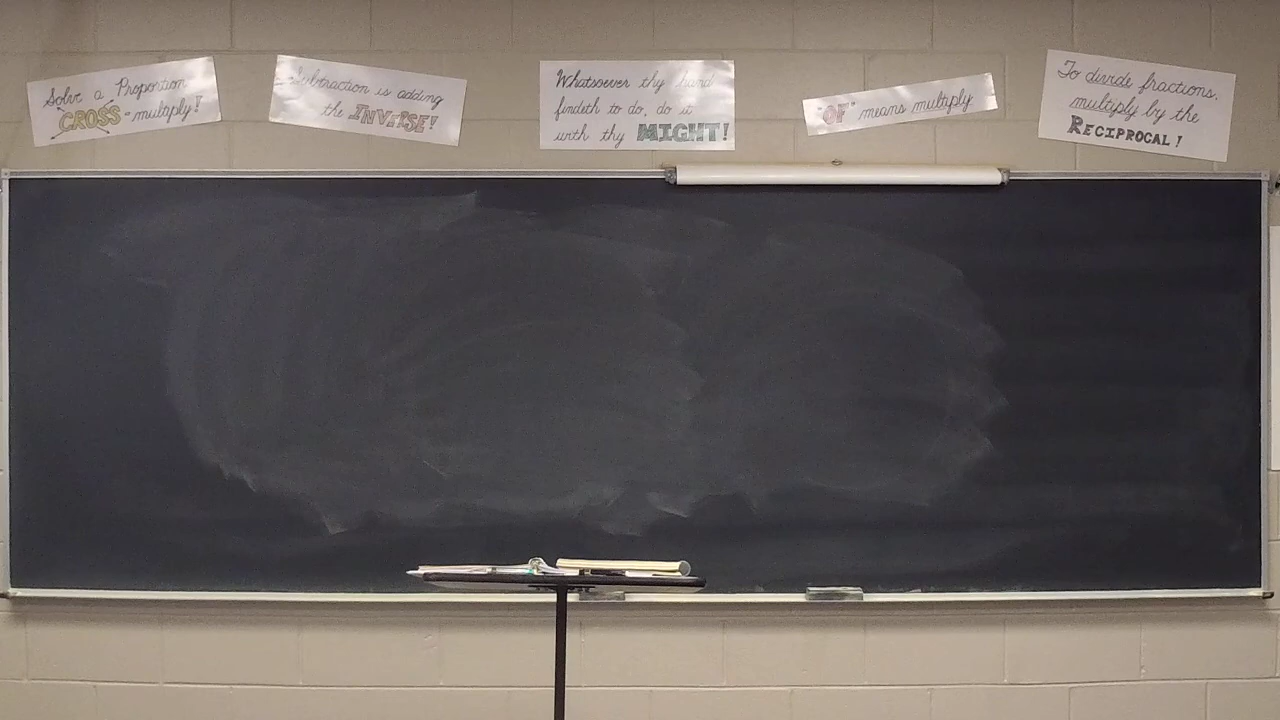 Solve a Proportion
CROSS-multiply!
Subtraction is adding
the INVERSE!
Whatsoever thy hand
findeth to do, do it
with thy MIGHT!
"OF" means multiply
To divide fractions,
multiply by the
RECIPROCAL!